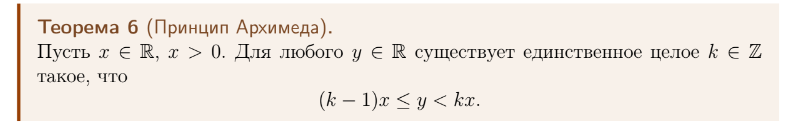 Теорема 6 (Принцип Архимеда).
Пусть x ∈ ℝ, x > 0. Для любого y ∈ ℝ существует единственное целое k ∈ ℤ
такое, что
(k − 1)x ≤ y < kx.